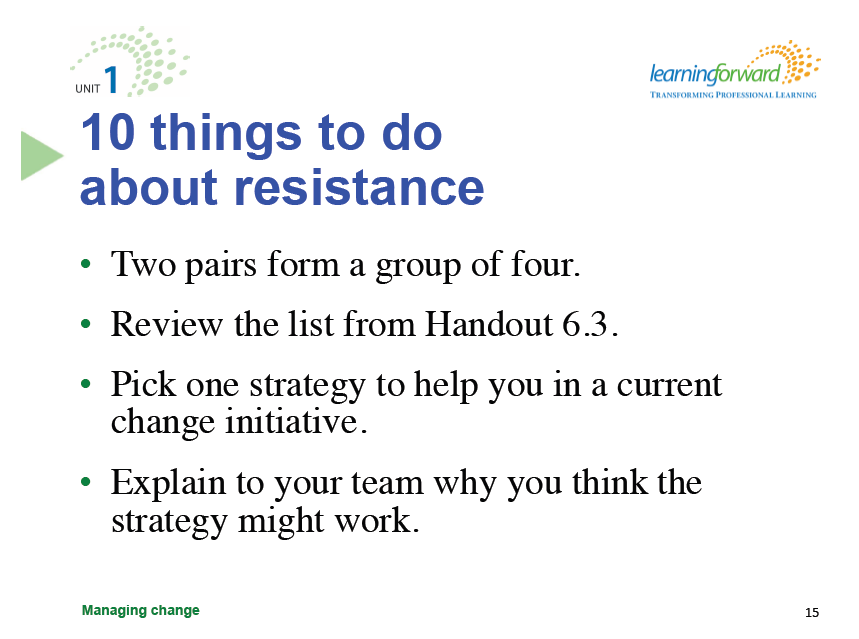 UNIT 1
learningforward
TRANSFORMING PROFESSIONAL LEARNING
10 things to do
about resistance
• Two pairs form a group of four.
• Review the list from Handout 6.3.
• Pick one strategy to help you in a current
change initiative.
• Explain to your team why you think the
strategy might work.
Managing change
15